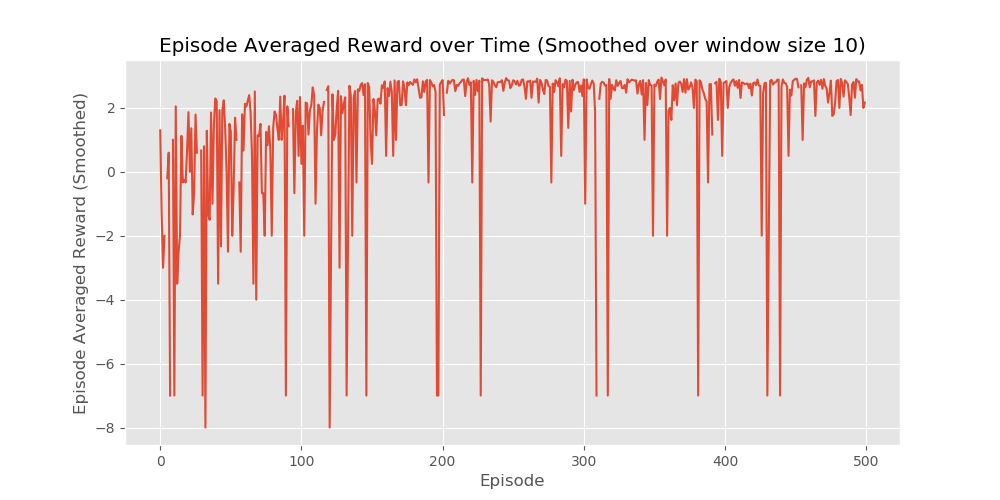 Episode Averaged Reward over Time (Smoothed over window size 10)
Episode Averaged Reward (Smoothed)
2
0
−2
−4
−6
−8
0 100 200 300 400 500
Episode